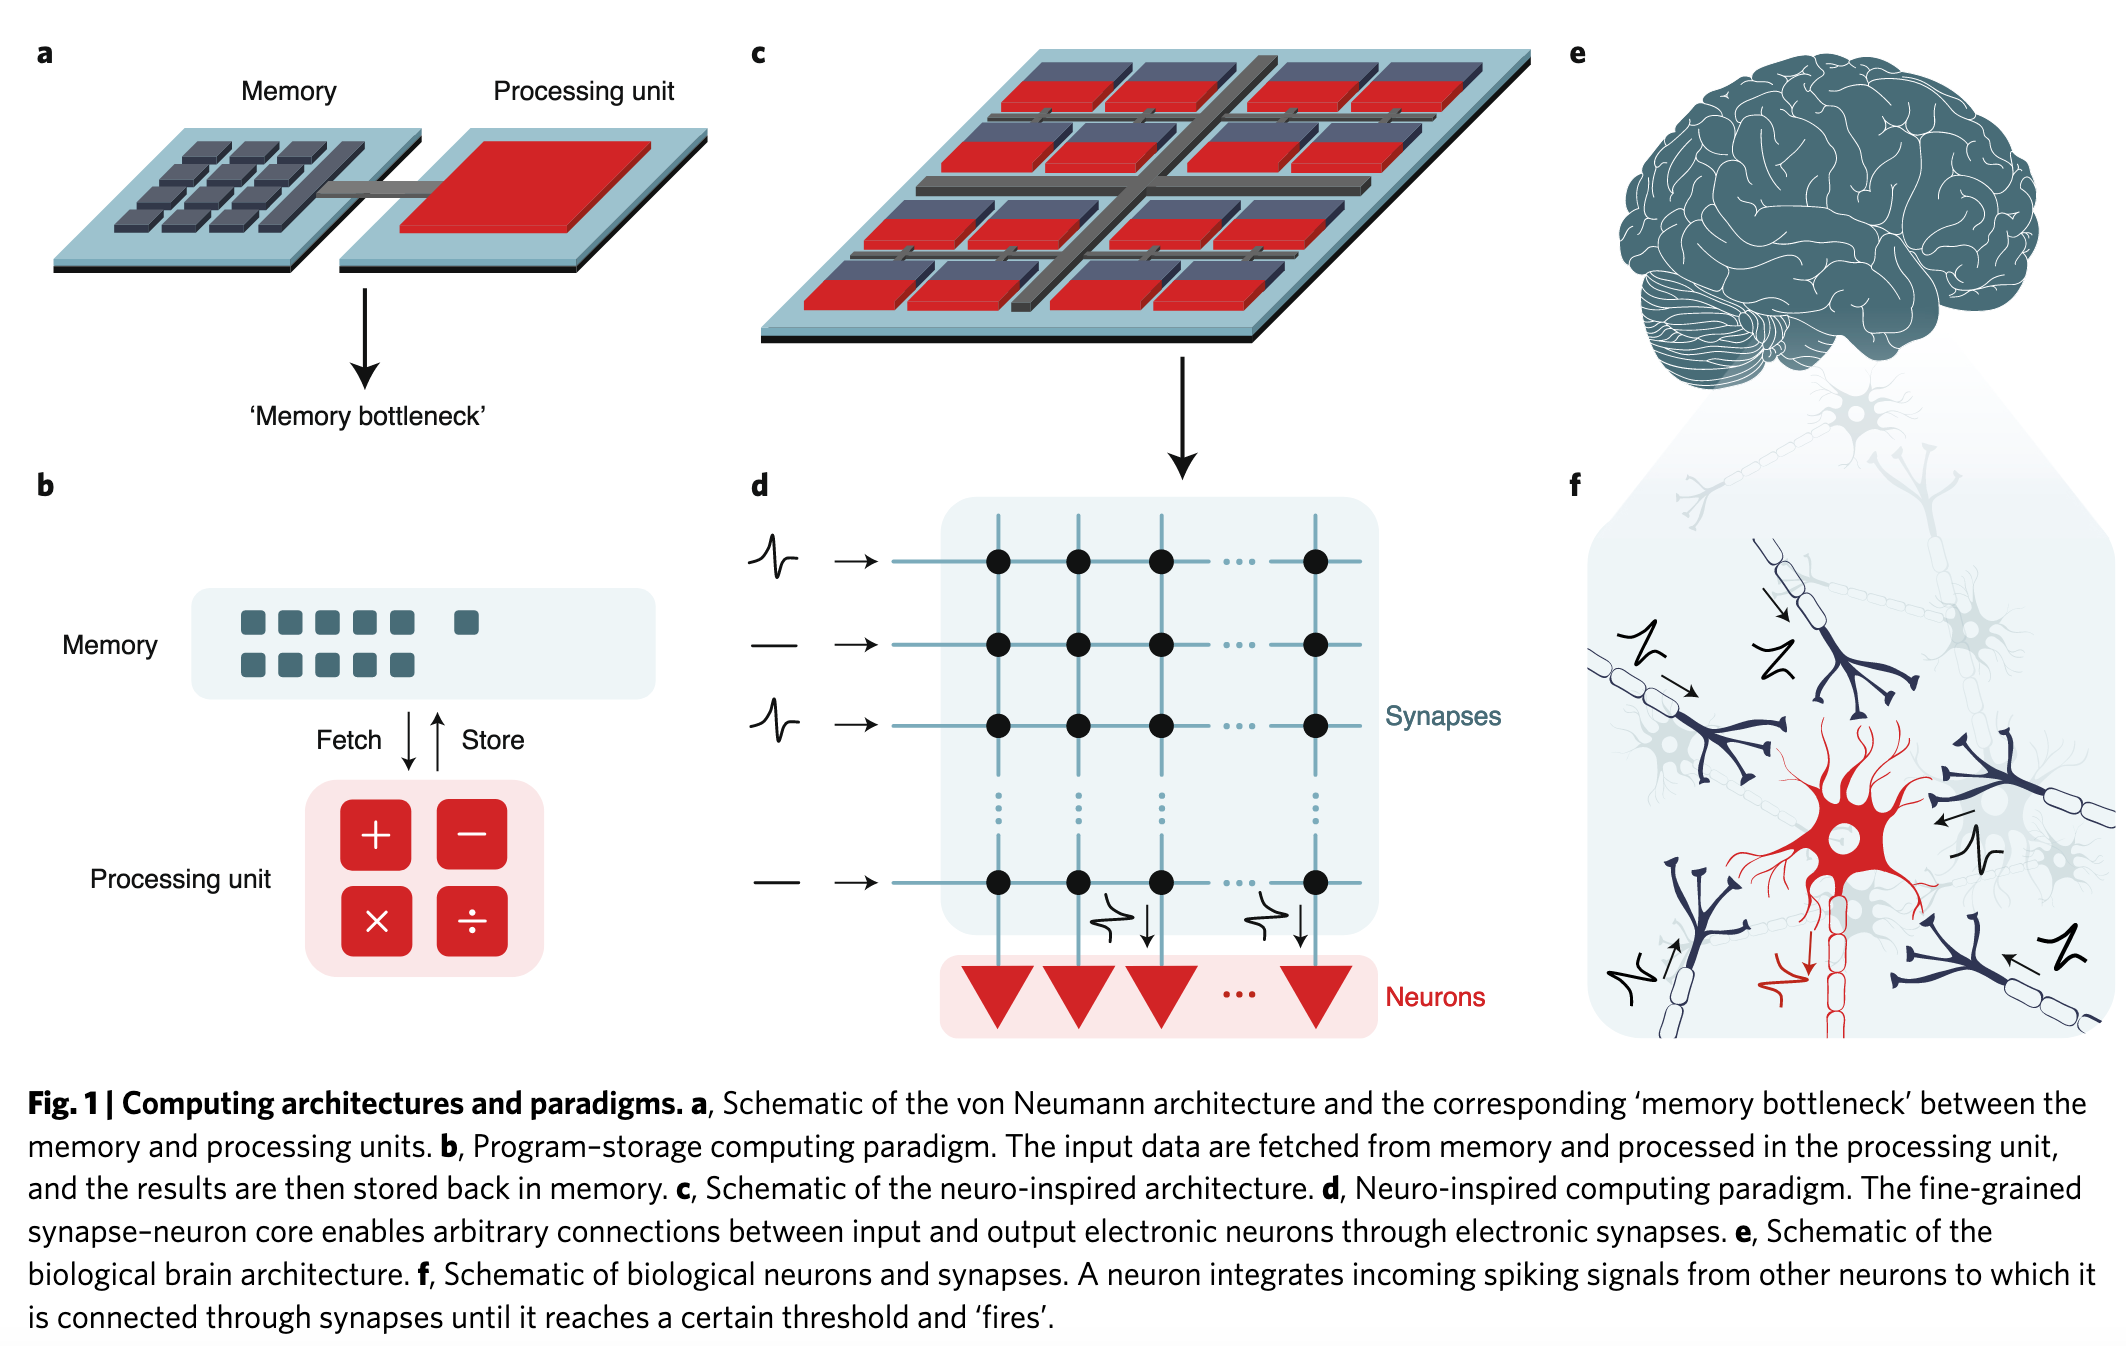 a
Memory
Processing unit
'Memory bottleneck'
b
Memory
Fetch
Store
+
−
×
÷
Processing unit
c
d
Synapses
Neurons
e
f
Fig. 1 | Computing architectures and paradigms. a, Schematic of the von Neumann architecture and the corresponding 'memory bottleneck' between the
memory and processing units. b, Program–storage computing paradigm. The input data are fetched from memory and processed in the processing unit,
and the results are then stored back in memory. c, Schematic of the neuro-inspired architecture. d, Neuro-inspired computing paradigm. The fine-grained
synapse–neuron core enables arbitrary connections between input and output electronic neurons through electronic synapses. e, Schematic of the
biological brain architecture. f, Schematic of biological neurons and synapses. A neuron integrates incoming spiking signals from other neurons to which it
is connected through synapses until it reaches a certain threshold and 'fires'.